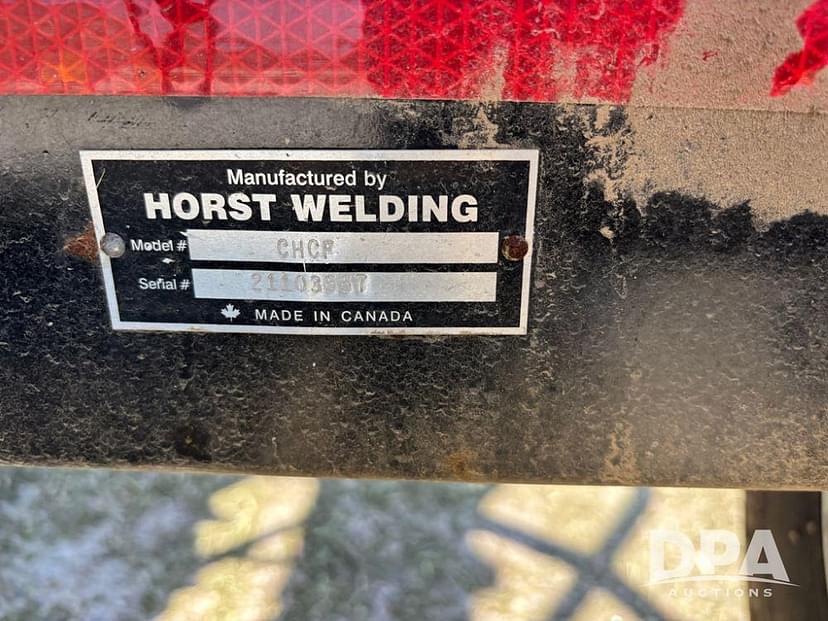 Manufactured by
HORST WELDING
Model # CHCF
Serial #
MADE IN CANADA
DPA
AUCTIONS